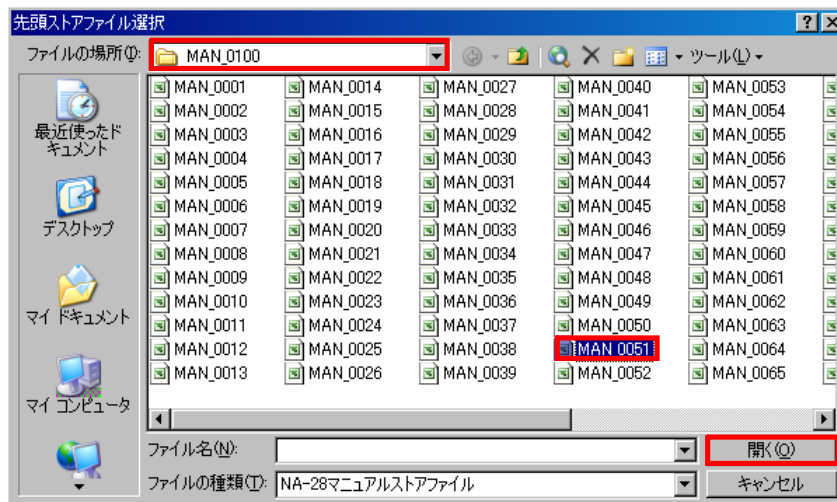 先頭ストアファイル選択
ファイルの場所(I):
MAN_0100
ツール(L)
最近使ったド
キュメント
デスクトップ
マイ ドキュメント
マイ コンピュータ
MAN_0001 MAN_0014 MAN_0027 MAN_0040 MAN_0053
MAN_0002 MAN_0015 MAN_0028 MAN_0041 MAN_0054
MAN_0003 MAN_0016 MAN_0029 MAN_0042 MAN_0055
MAN_0004 MAN_0017 MAN_0030 MAN_0043 MAN_0056
MAN_0005 MAN_0018 MAN_0031 MAN_0044 MAN_0057
MAN_0006 MAN_0019 MAN_0032 MAN_0045 MAN_0058
MAN_0007 MAN_0020 MAN_0033 MAN_0046 MAN_0059
MAN_0008 MAN_0021 MAN_0034 MAN_0047 MAN_0060
MAN_0009 MAN_0022 MAN_0035 MAN_0048 MAN_0061
MAN_0010 MAN_0023 MAN_0036 MAN_0049 MAN_0062
MAN_0011 MAN_0024 MAN_0037 MAN_0050 MAN_0063
MAN_0012 MAN_0025 MAN_0038 MAN_0051 MAN_0064
MAN_0013 MAN_0026 MAN_0039 MAN_0052 MAN_0065
ファイル名(N):
開く(O)
ファイルの種類(T): NA-28マニュアルストアファイル
キャンセル